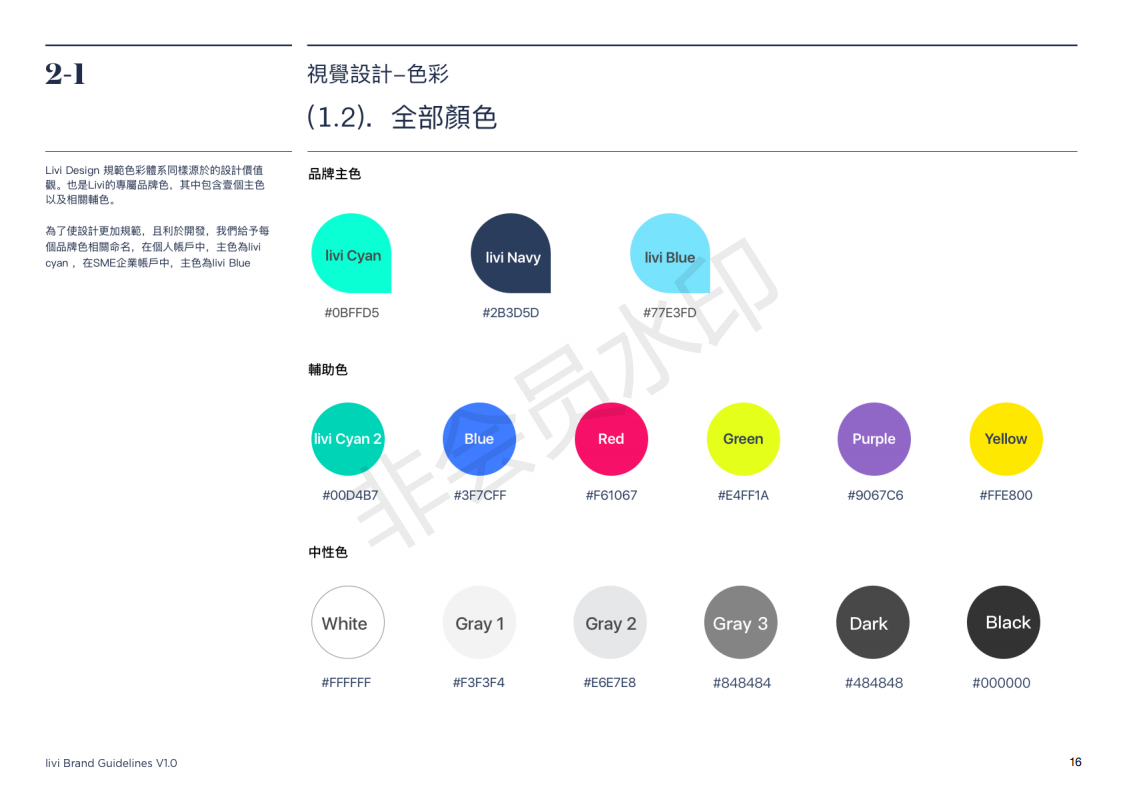 2-1
視覺設計–色彩
(1.2). 全部顏色
Livi Design 規範色彩體系同樣源於的設計價值
觀。也是Livi的專屬品牌色，其中包含壹個主色
以及相關輔色。
為了使設計更加規範，且利於開發，我們給予每
個品牌色相關命名，在個人帳戶中，主色為livi
cyan ，在SME企業帳戶中，主色為livi Blue
品牌主色
livi Cyan livi Navy livi Blue
#0BFFD5 #2B3D5D #77E3FD
輔助色
livi Cyan 2 Blue Red Green Purple Yellow
#00D4B7 #3F7CFF #F61067 #E4FF1A #9067C6 #FFE800
中性色
White Gray 1 Gray 2 Gray 3 Dark Black
#FFFFFF #F3F3F4 #E6E7E8 #848484 #484848 #000000
非会员水印
livi Brand Guidelines V1.0
16